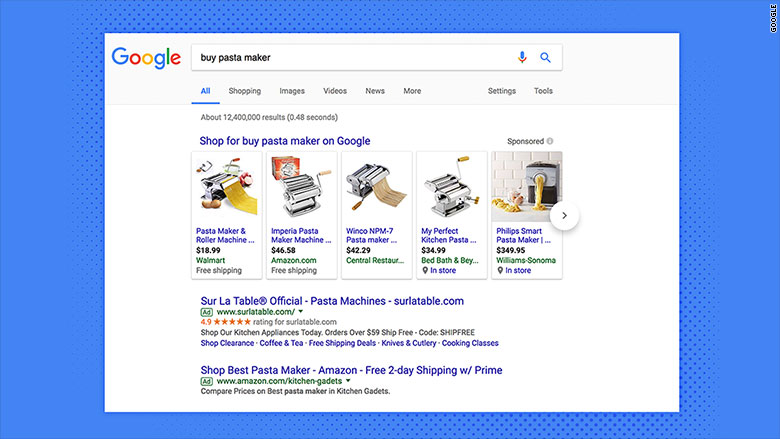 GOOGLE
Google
buy pasta maker
All Shopping Images Videos News More Settings Tools
About 12,400,000 results (0.48 seconds)
Shop for buy pasta maker on Google
Sponsored
Pasta Maker &
Roller Machine ...
$18.99
Walmart
Free shipping
Imperia Pasta
Maker Machine ...
$46.58
Amazon.com
Free shipping
Winco NPM-7
Pasta maker ...
$42.29
Central Restaur...
My Perfect
Kitchen Pasta ...
$34.99
Bed Bath & Bey...
In store
Philips Smart
Pasta Maker | ...
$349.95
Williams-Sonoma
In store
Sur La Table® Official - Pasta Machines - surlatable.com
Ad www.surlatable.com/
4.9 ★★★★★ rating for surlatable.com
Shop Our Kitchen Appliances Today. Orders Over $59 Ship Free - Code: SHIPFREE
Shop Clearance · Coffee & Tea · Free Shipping Deals · Knives & Cutlery · Cooking Classes
Shop Best Pasta Maker - Amazon - Free 2-day Shipping w/ Prime
Ad www.amazon.com/kitchen-gadets
Compare Prices on Best pasta maker in Kitchen Gadgets.